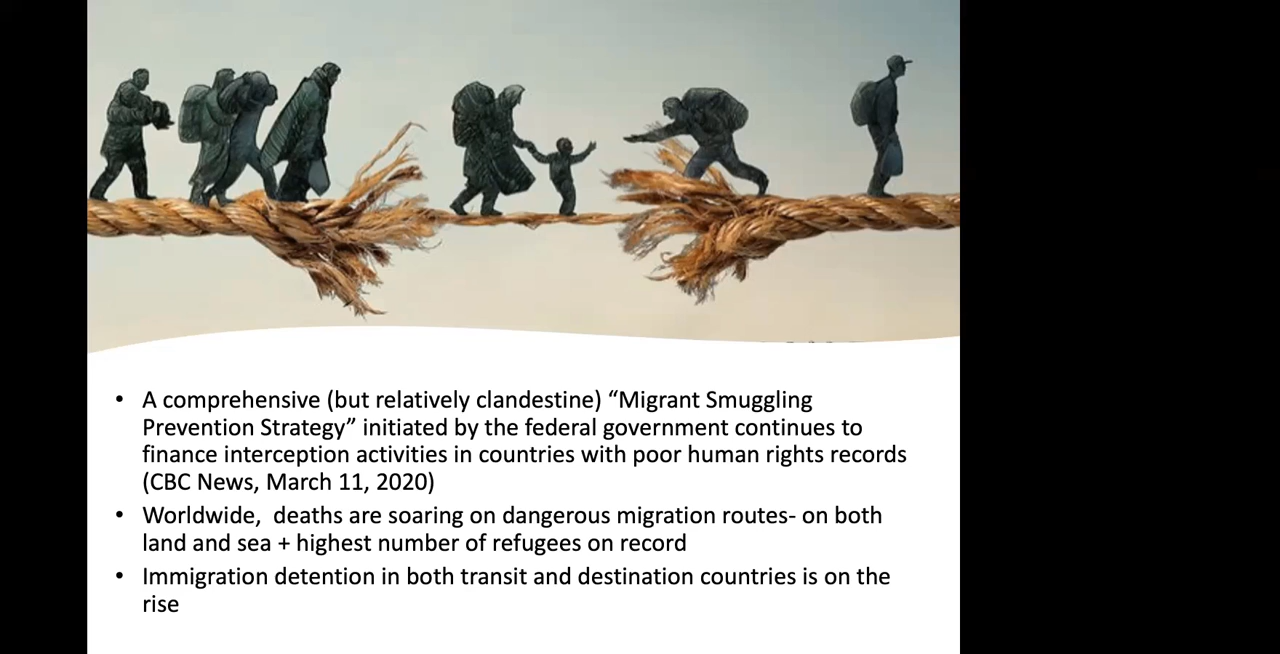 • A comprehensive (but relatively clandestine) “Migrant Smuggling
Prevention Strategy” initiated by the federal government continues to
finance interception activities in countries with poor human rights records
(CBC News, March 11, 2020)
• Worldwide,  deaths are soaring on dangerous migration routes- on both
land and sea + highest number of refugees on record
• Immigration detention in both transit and destination countries is on the
rise